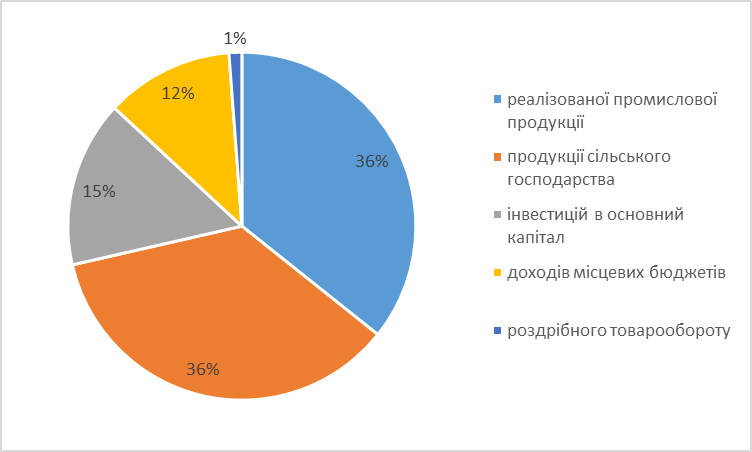 1%
12%
36%
15%
36%
реалізованої промислової
продукції
продукції сільського
господарства
інвестицій в основний
капітал
доходів місцевих бюджетів
роздрібного товарообороту